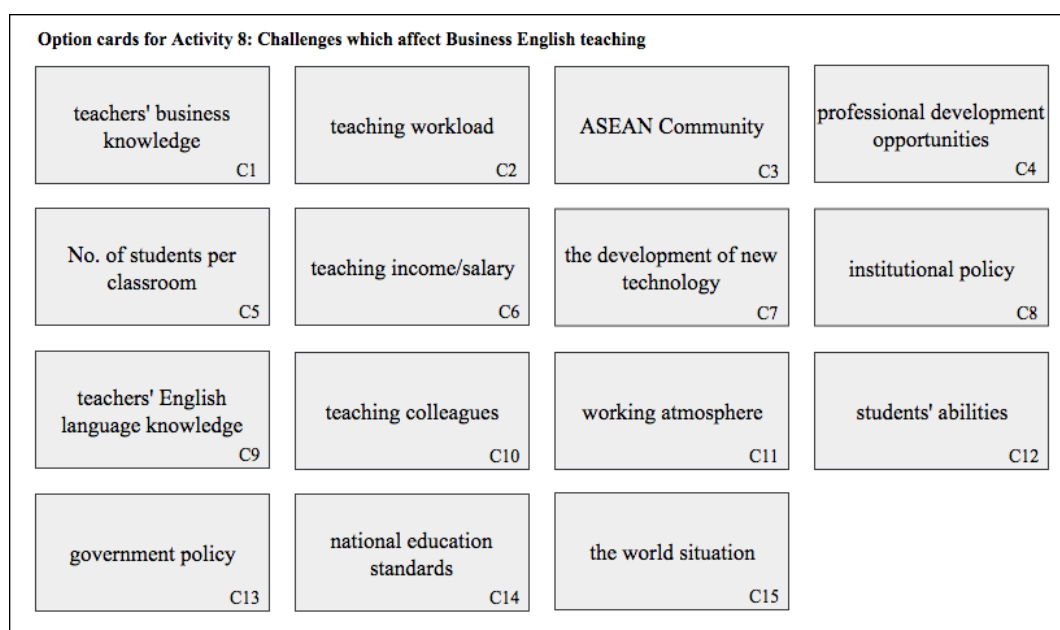 Option cards for Activity 8: Challenges which affect Business English teaching
teachers' business
knowledge
C1
teaching workload
C2
ASEAN Community
C3
professional development
opportunities
C4
No. of students per
classroom
C5
teaching income/salary
C6
the development of new
technology
C7
institutional policy
C8
teachers' English
language knowledge
C9
teaching colleagues
C10
working atmosphere
C11
students' abilities
C12
government policy
C13
national education
standards
C14
the world situation
C15